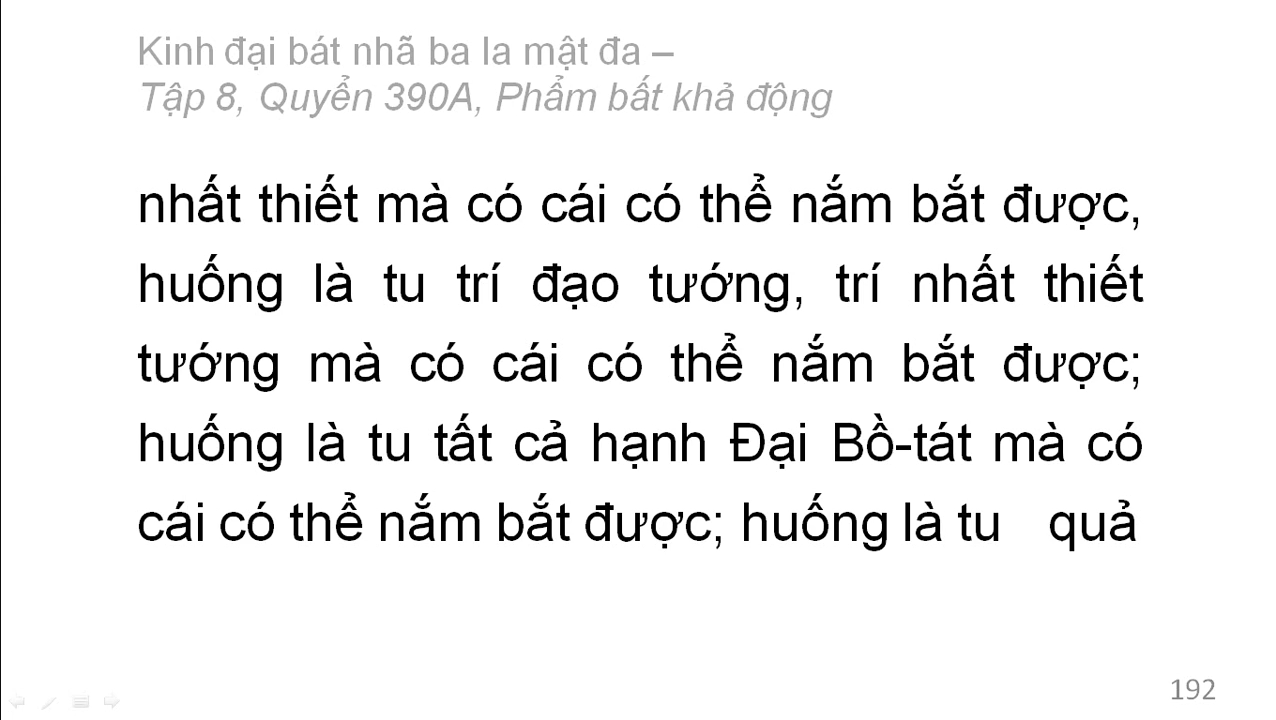 Kinh đại bát nhã ba la mật đa –
Tập 8, Quyển 390A, Phẩm bất khả động
nhất thiết mà có cái có thể nắm bắt được,
huống là tu trí đạo tướng, trí nhất thiết
tướng mà có cái có thể nắm bắt được;
huống là tu tất cả hạnh Đại Bồ-tát mà có
cái có thể nắm bắt được; huống là tu quả
192